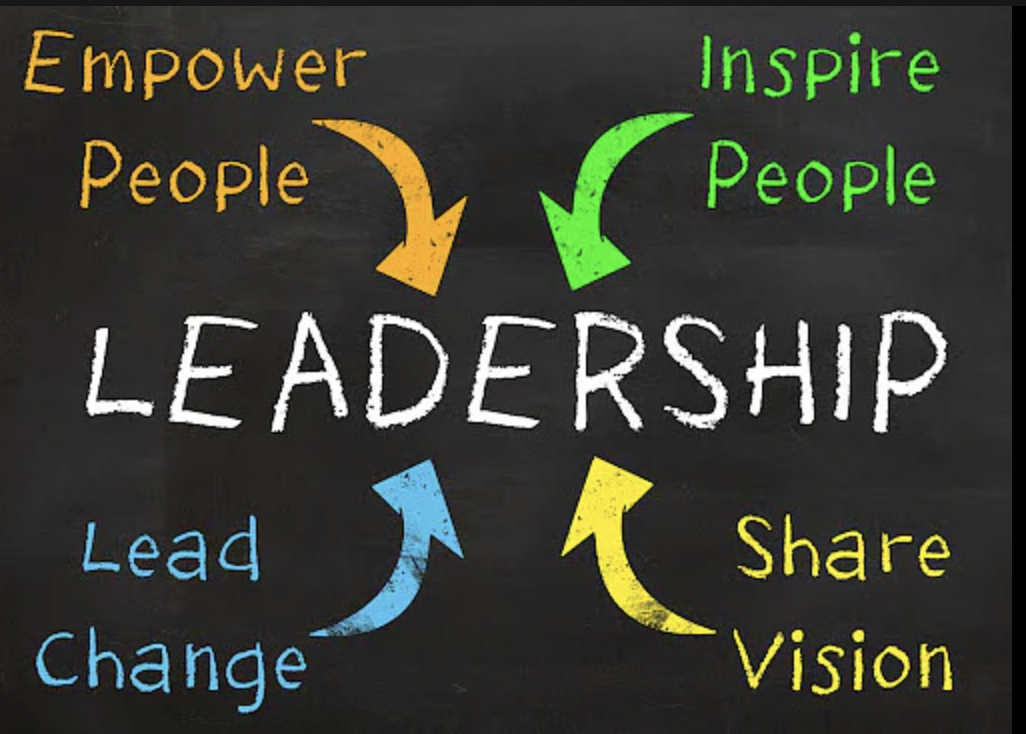 Empower
People
Inspire
People
LEADERSHIP
Lead
Change
Share
Vision